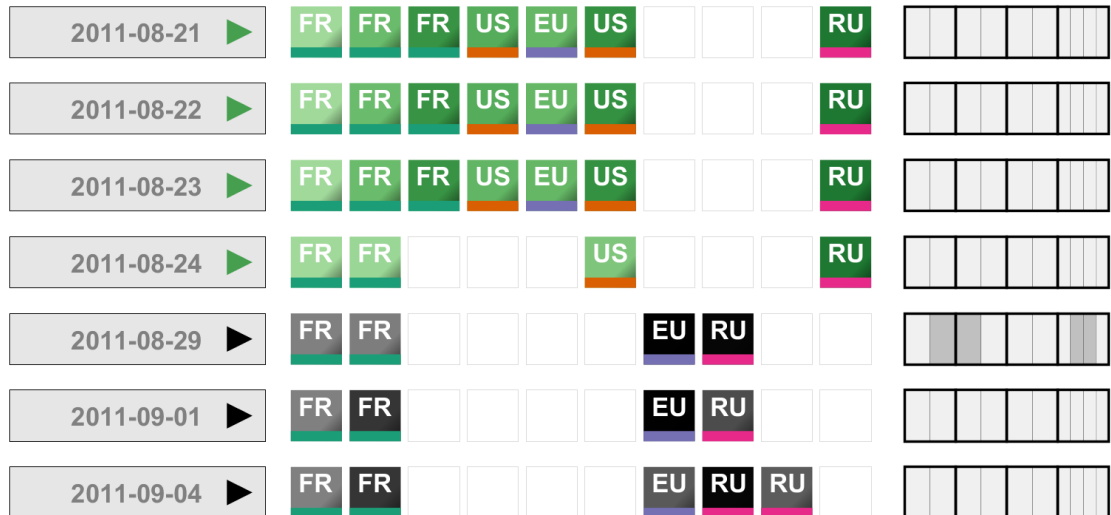 2011-08-21 FR FR FR US EU US RU
2011-08-22 FR FR FR US EU US RU
2011-08-23 FR FR FR US EU US RU
2011-08-24 FR FR US RU
2011-08-29 FR FR EU RU
2011-09-01 FR FR EU RU
2011-09-04 FR FR EU RU RU